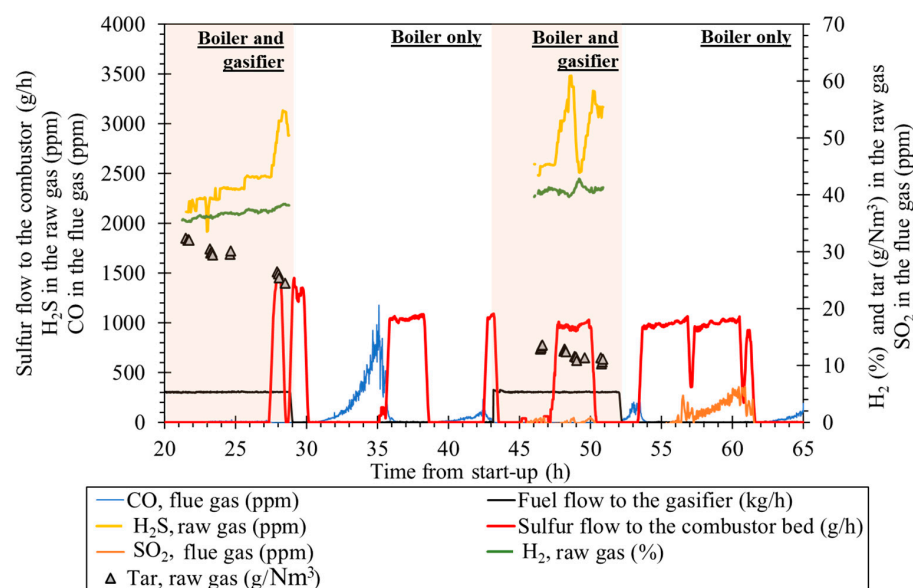 Boiler and
gasifier
Boiler only
Boiler and
gasifier
Boiler only
Sulfur flow to the combustor (g/h)
H₂S in the raw gas (ppm)
CO in the flue gas (ppm)
4000
3500
3000
2500
2000
1500
1000
500
0
70
60
50
40
30
20
10
0
H₂ (%) and tar (g/Nm³) in the raw gas
SO₂ in the flue gas (ppm)
20 25 30 35 40 45 50 55 60 65
Time from start-up (h)
CO, flue gas (ppm)
Fuel flow to the gasifier (kg/h)
H₂S, raw gas (ppm)
Sulfur flow to the combustor bed (g/h)
SO₂, flue gas (ppm)
H₂, raw gas (%)
Tar, raw gas (g/Nm³)